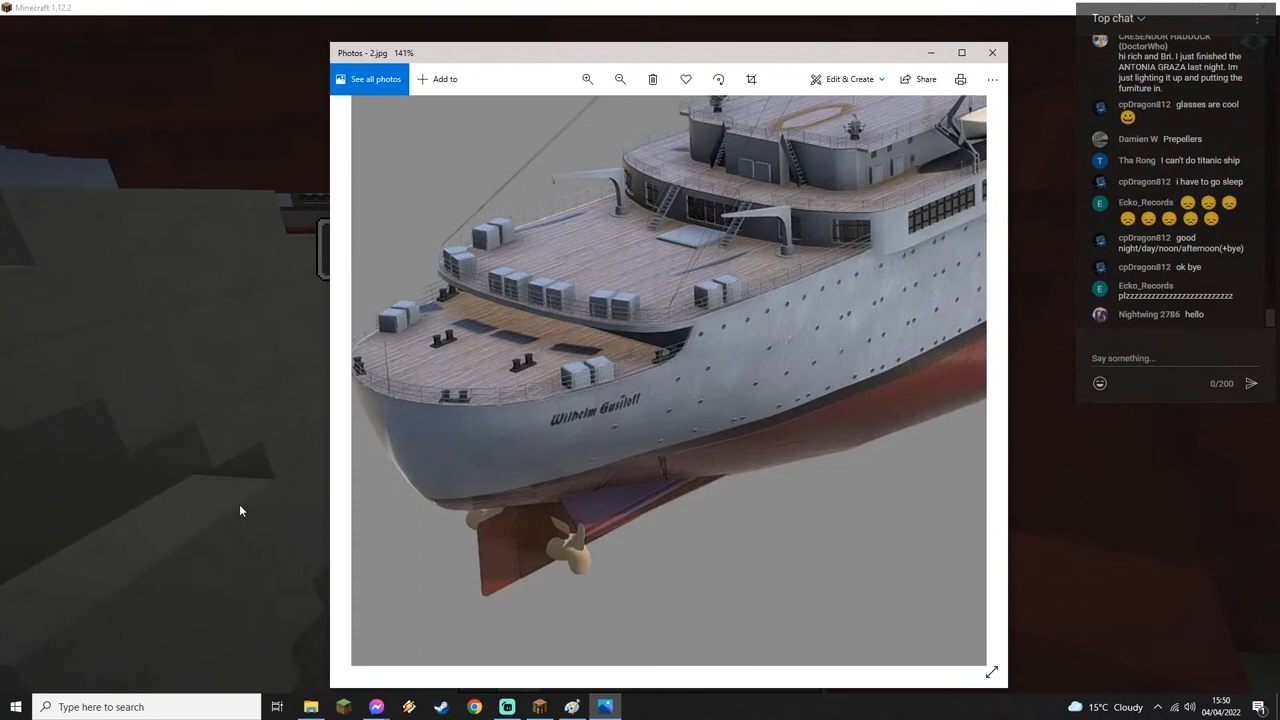 Minecraft 1.12.2
Photos - 2.jpg 141%
See all photos
Add to
Edit & Create
Share
Wilhelm Gustloff
Top chat
CRESENDOR HADDOCK
(DoctorWho)
hi rich and Bri. I just finished the
ANTONIA GRAZA last night. Im
just lighting it up and putting the
furniture in.
cpDragon812 glasses are cool
Damien W Prepellers
T
Tha Rong I can't do titanic ship
cpDragon812 i have to go sleep
E
Ecko_Records
cpDragon812 good
night/day/noon/afternoon(+bye)
cpDragon812 ok bye
E
Ecko_Records
plzzzzzzzzzzzzzzzzzzzzzzzzz
Nightwing 2786 hello
Say something...
0/200
Type here to search
15°C Cloudy
15:50
04/04/2022
1